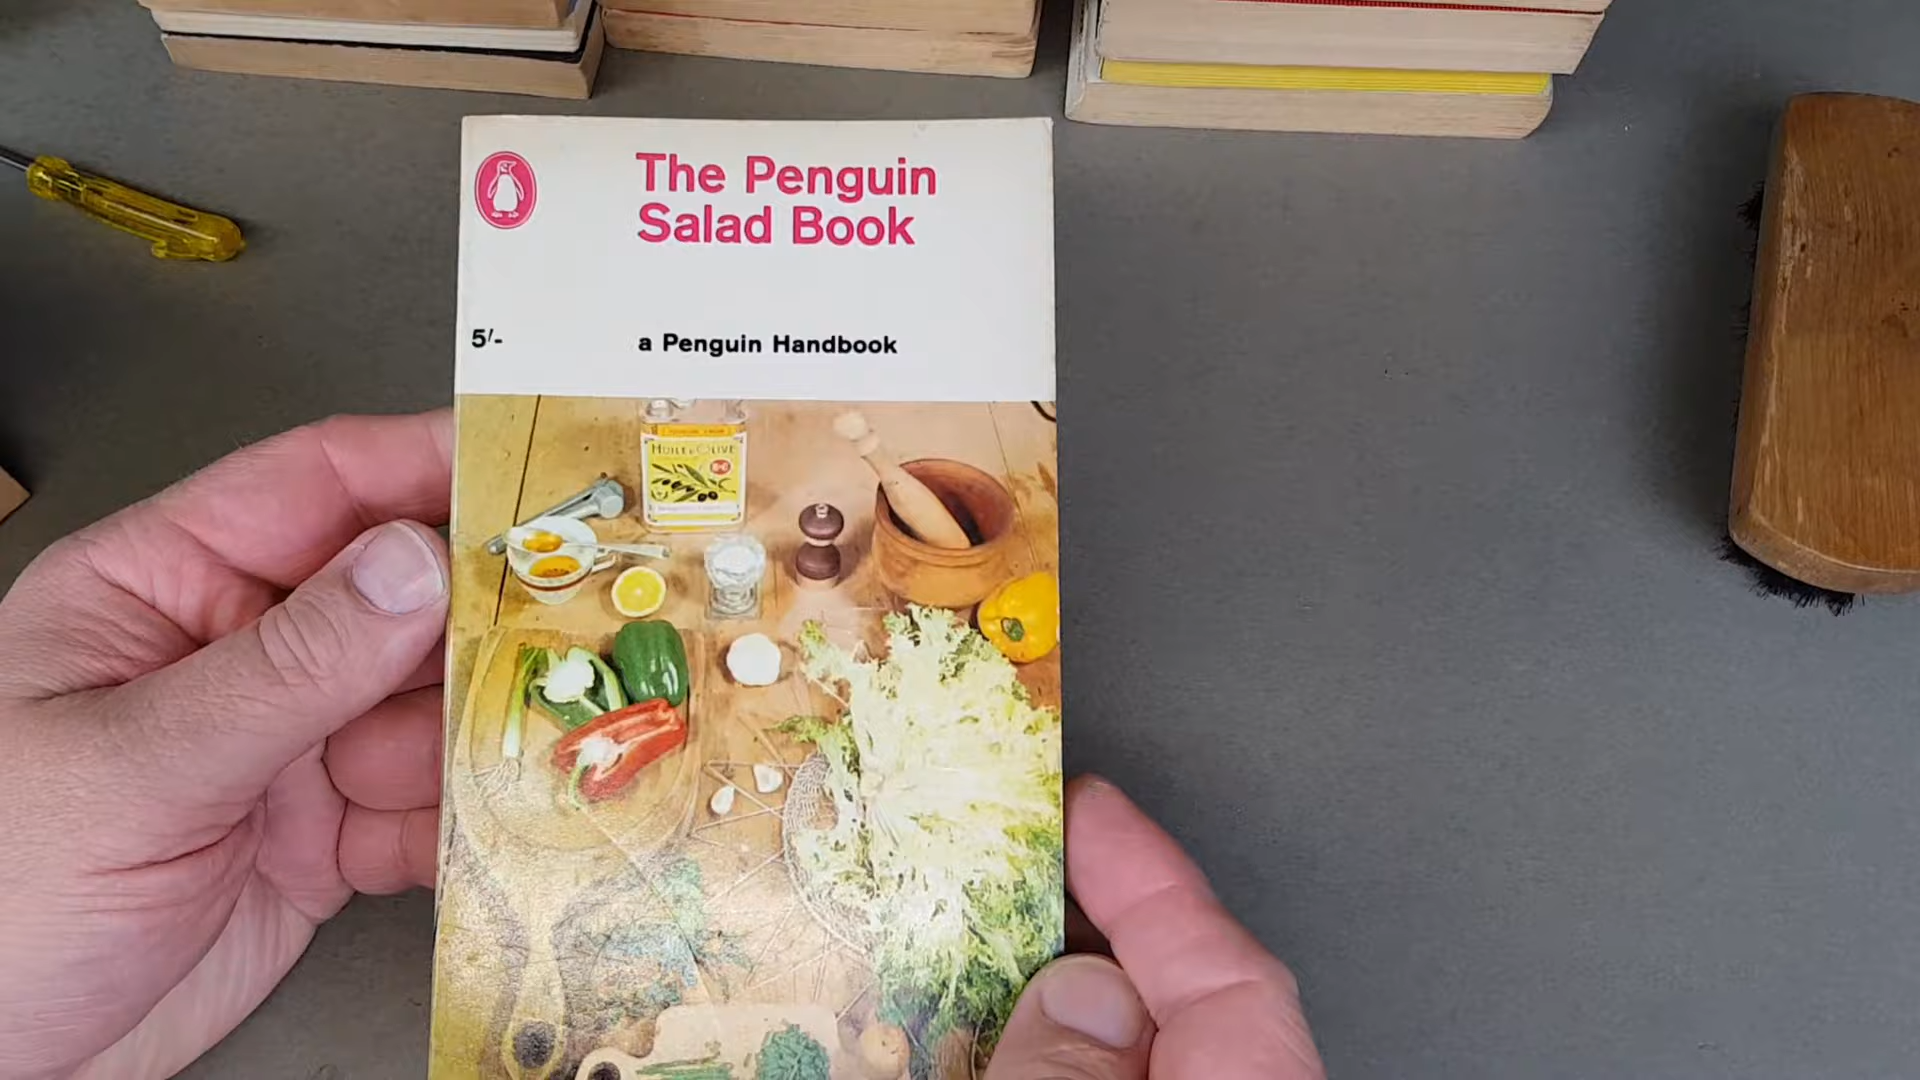 The Penguin
Salad Book
5/-
a Penguin Handbook
HUILE D'OLIVE